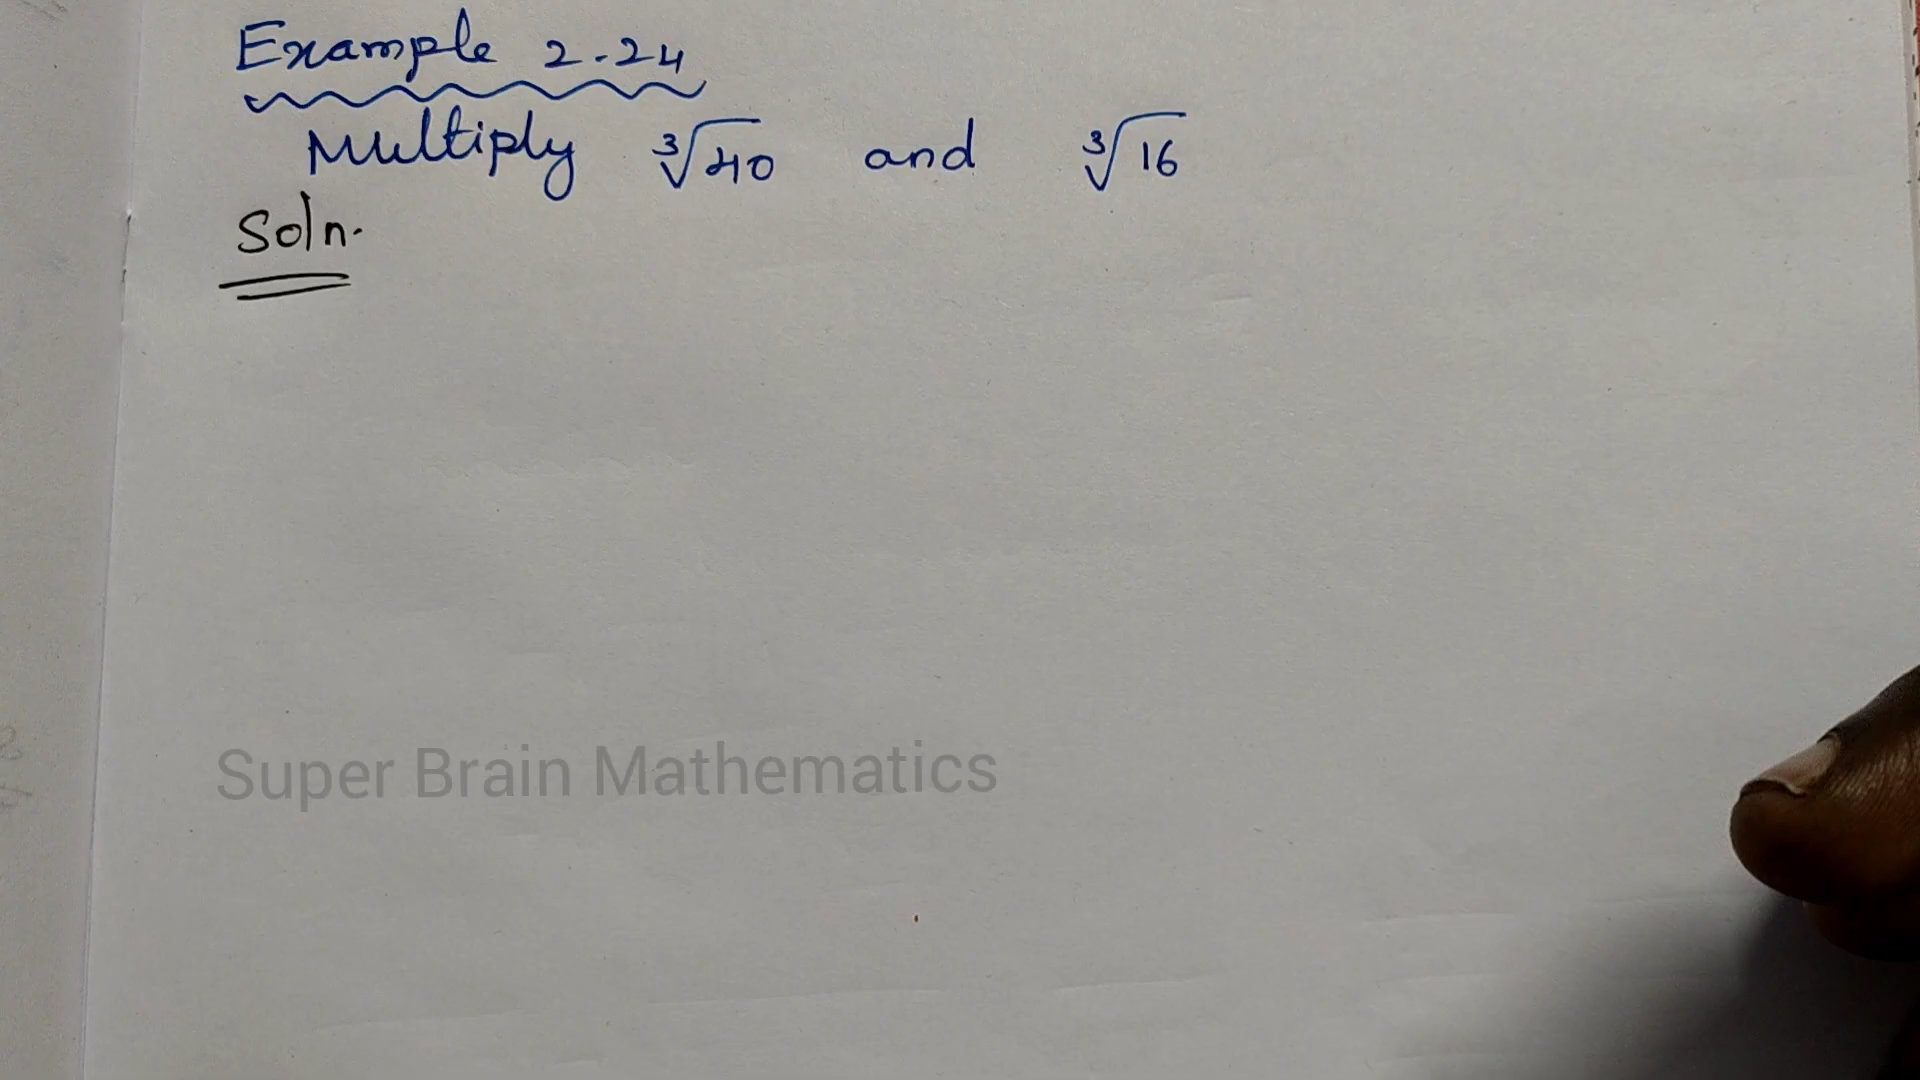 Example 2.24
Multiply ∛40 and ∛16
Soln.
Super Brain Mathematics